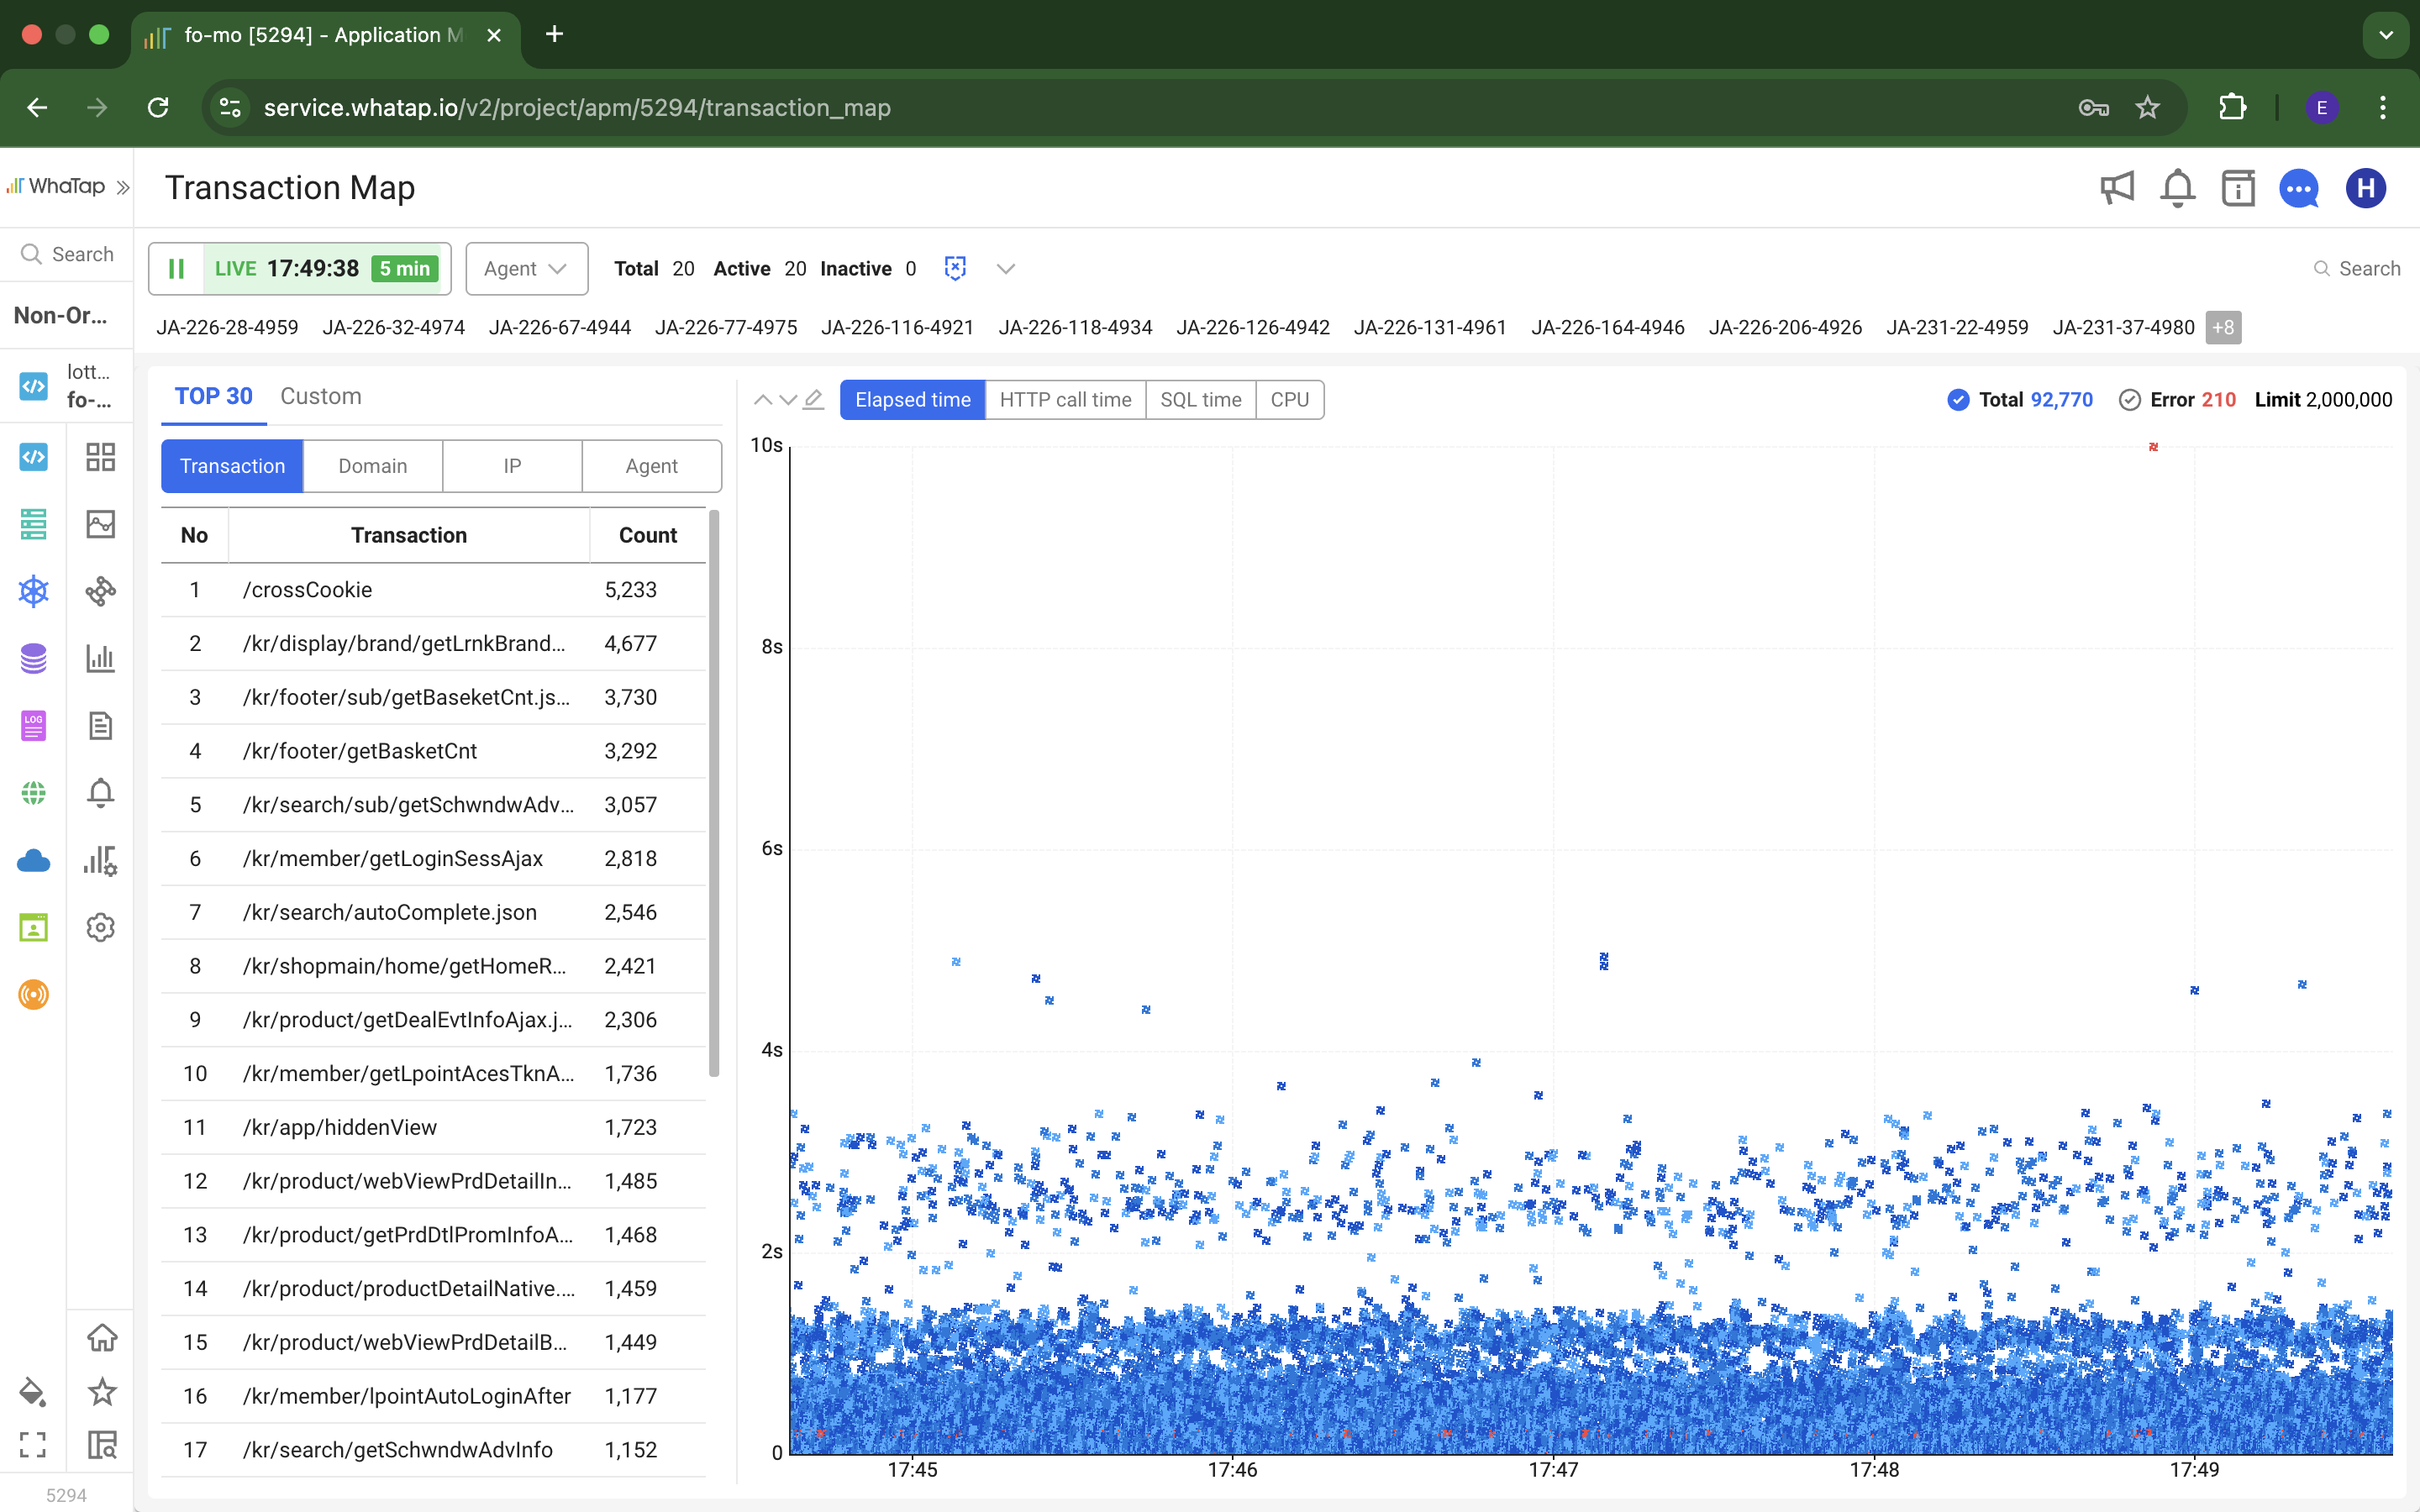 fo-mo [5294] - Application M
service.whatap.io/v2/project/apm/5294/transaction_map
E
WhaTap
Transaction Map
H
Search
LIVE 17:49:38 5 min
Agent
Total 20 Active 20 Inactive 0
Search
Non-Or...
JA-226-28-4959 JA-226-32-4974 JA-226-67-4944 JA-226-77-4975 JA-226-116-4921 JA-226-118-4934 JA-226-126-4942 JA-226-131-4961 JA-226-164-4946 JA-226-206-4926 JA-231-22-4959 JA-231-37-4980 +8
lott...
fo-...
TOP 30 Custom
Elapsed time HTTP call time SQL time CPU
Total 92,770 Error 210 Limit 2,000,000
Transaction Domain IP Agent
No Transaction Count
1 /crossCookie 5,233
2 /kr/display/brand/getLrnkBrand... 4,677
3 /kr/footer/sub/getBaseketCnt.js... 3,730
4 /kr/footer/getBasketCnt 3,292
5 /kr/search/sub/getSchwndwAdv... 3,057
6 /kr/member/getLoginSessAjax 2,818
7 /kr/search/autoComplete.json 2,546
8 /kr/shopmain/home/getHomeR... 2,421
9 /kr/product/getDealEvtInfoAjax.j... 2,306
10 /kr/member/getLpointAcesTknA... 1,736
11 /kr/app/hiddenView 1,723
12 /kr/product/webViewPrdDetailIn... 1,485
13 /kr/product/getPrdDtlPromInfoA... 1,468
14 /kr/product/productDetailNative.... 1,459
15 /kr/product/webViewPrdDetailB... 1,449
16 /kr/member/lpointAutoLoginAfter 1,177
17 /kr/search/getSchwndwAdvInfo 1,152
LOG
5294
10s
8s
6s
4s
2s
0
17:45 17:46 17:47 17:48 17:49